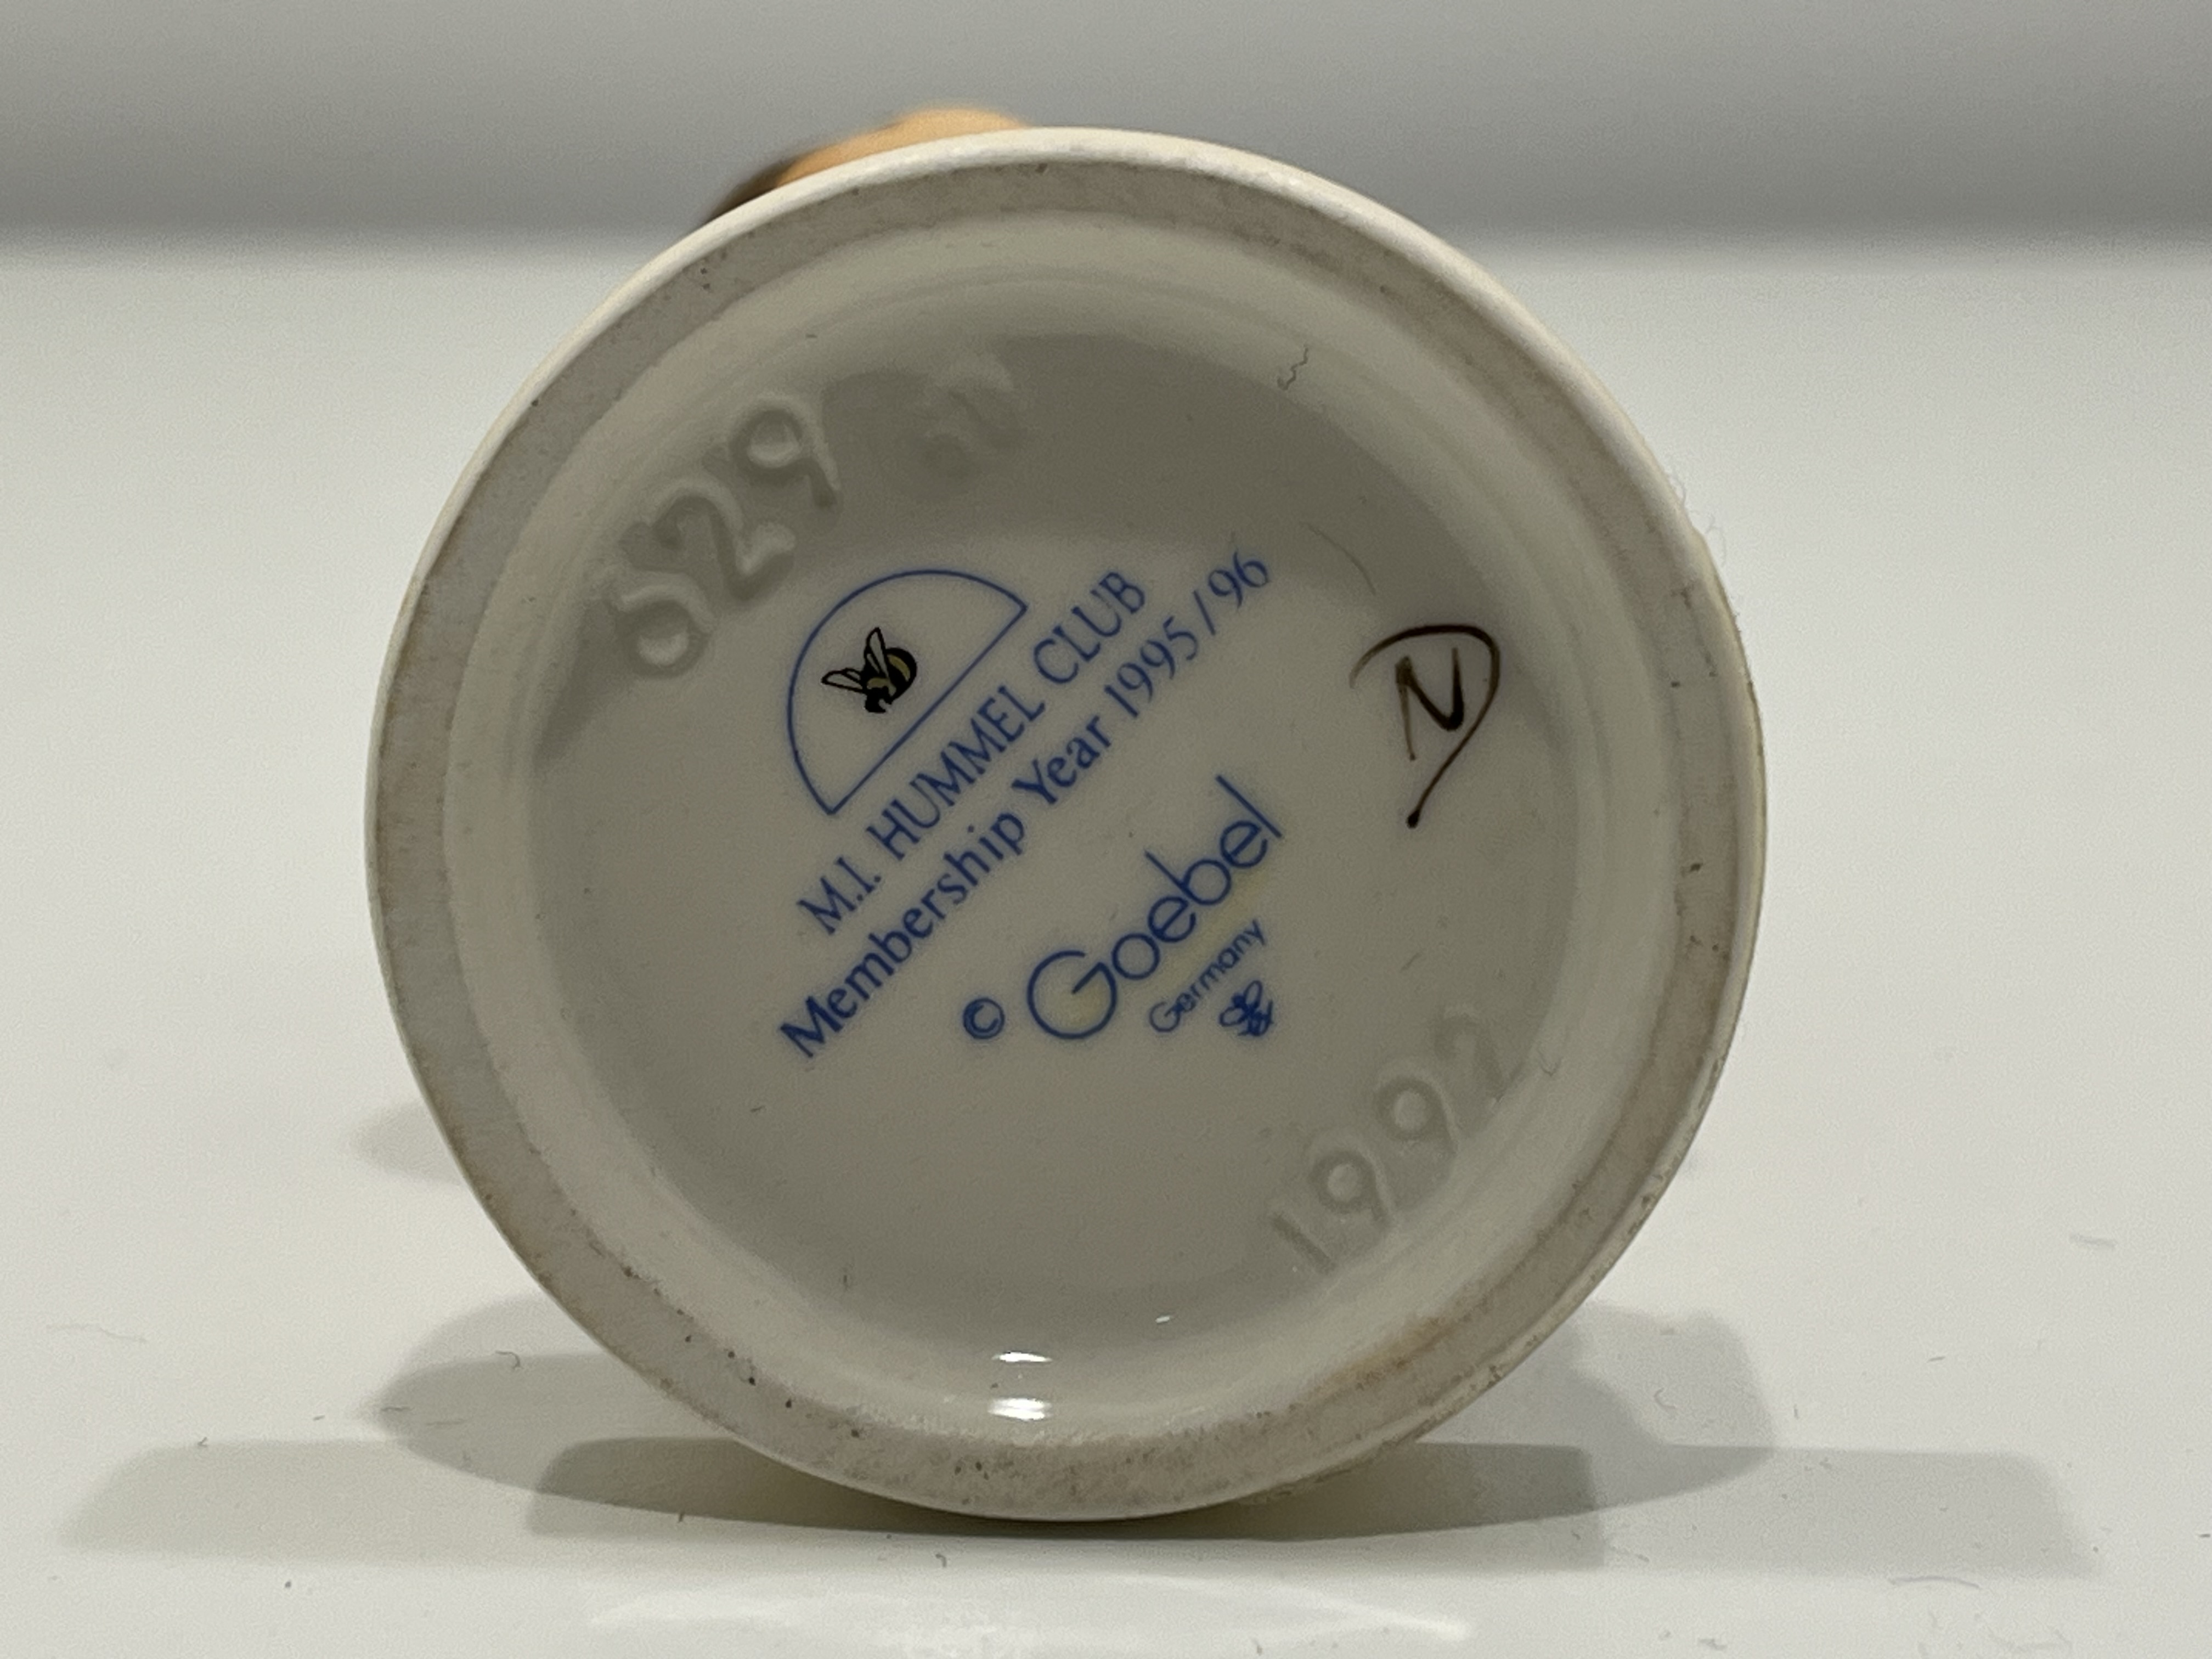 629
M.I. HUMMEL CLUB
Membership Year 1995/96
© Goebel
Germany
N
1992